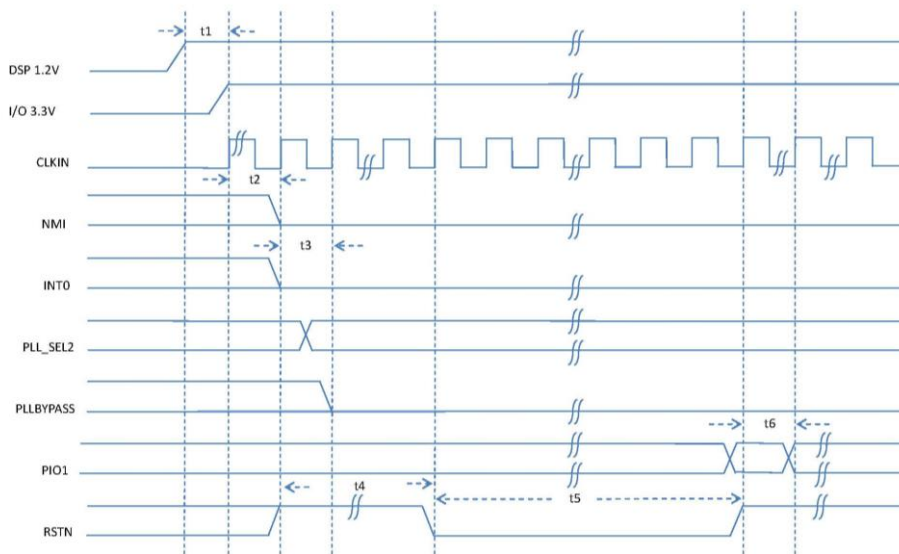 t1
DSP 1.2V
I/O 3.3V
CLKIN
t2
NMI
t3
INT0
PLL_SEL2
PLLBYPASS
t6
PIO1
t4
t5
RSTN